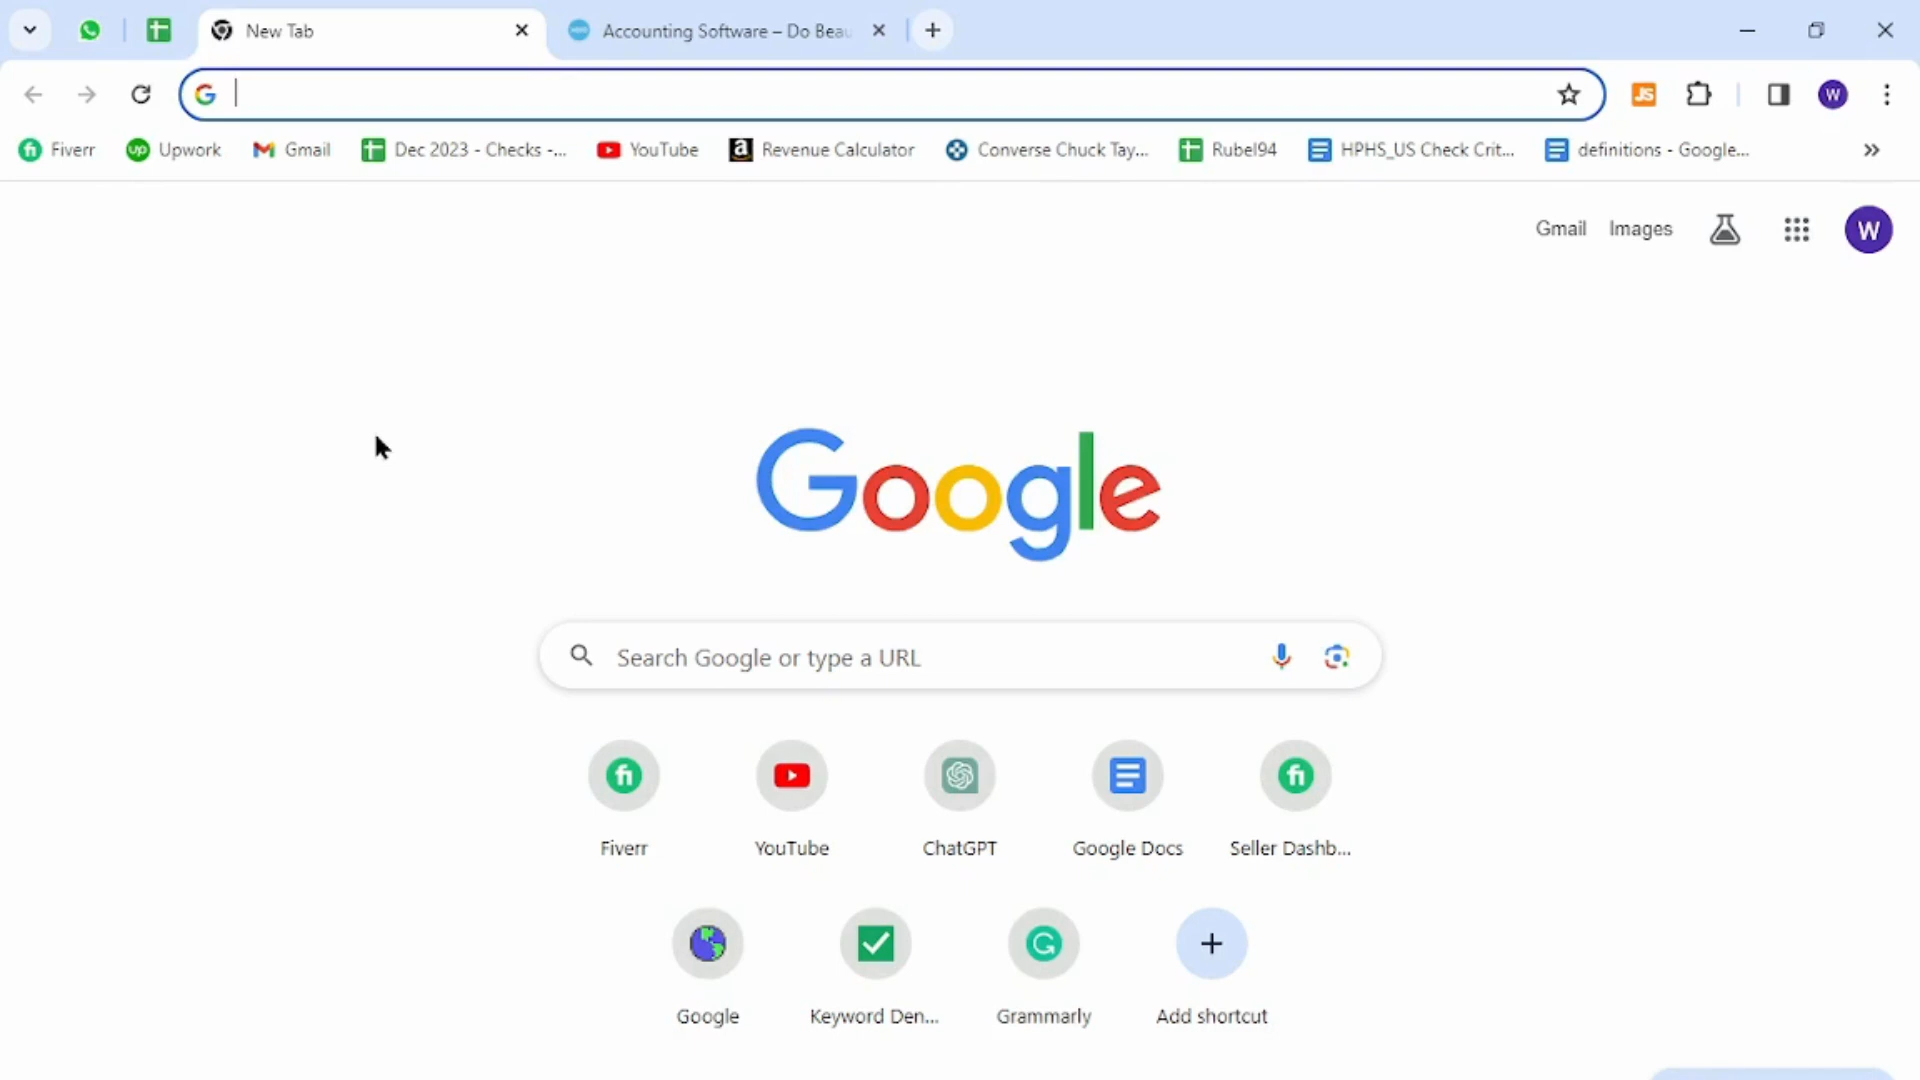 New Tab
Accounting Software – Do Beau
Fiverr Upwork Gmail Dec 2023 - Checks -... YouTube Revenue Calculator Converse Chuck Tay... Rubel94 HPHS_US Check Crit... definitions - Google...
Gmail Images W
Google
Search Google or type a URL
Fiverr YouTube ChatGPT Google Docs Seller Dashb...
Google Keyword Den... Grammarly Add shortcut